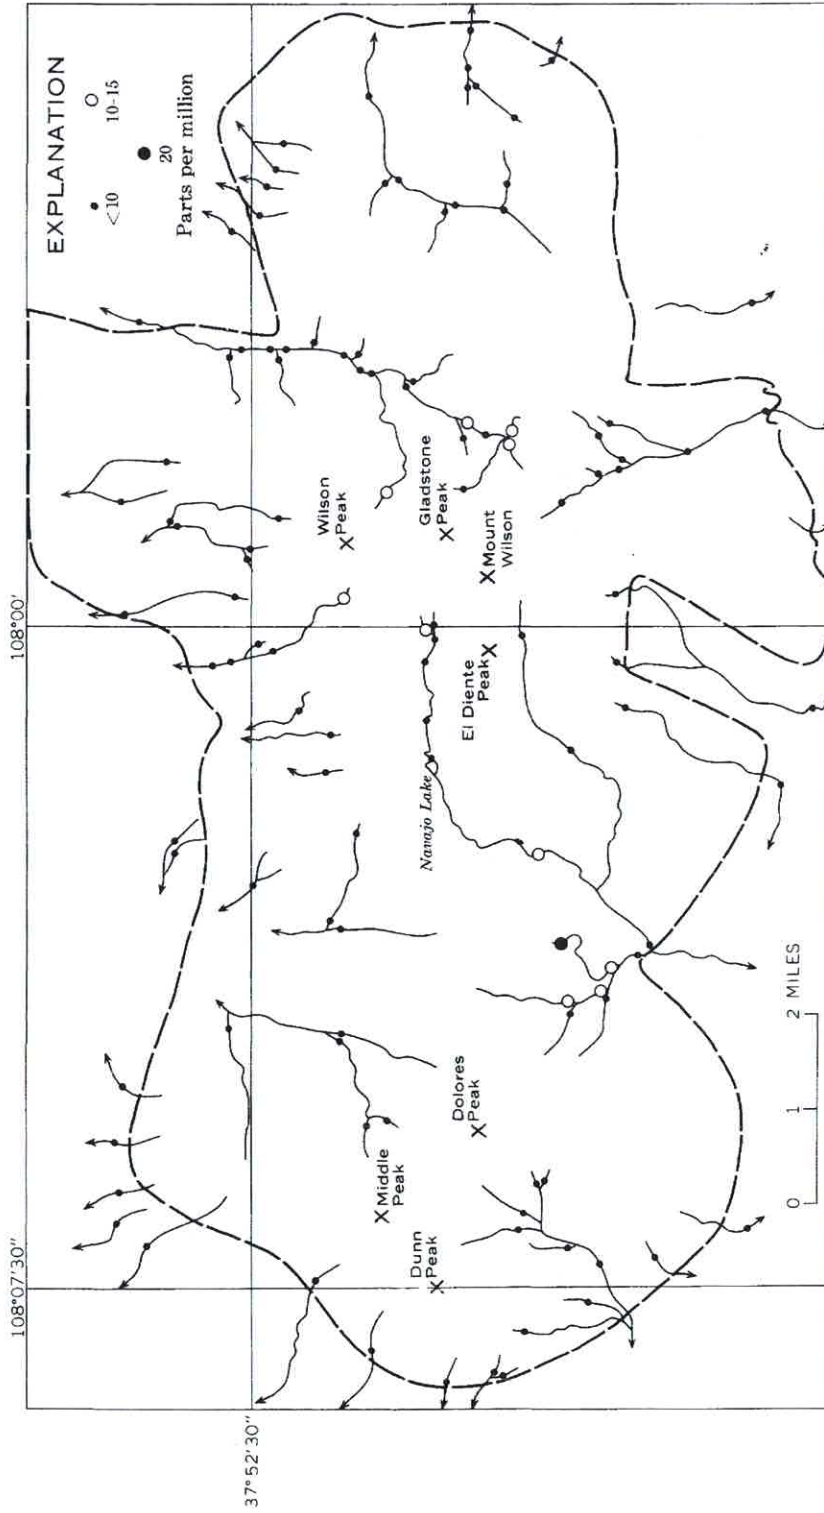 EXPLANATION
<10
10-15
20
Parts per million
108°07'30"
108°00'
37°52'30"
Wilson
Peak
Gladstone
Peak
Mount
Wilson
El Diente
Peak
Navajo Lake
Middle
Peak
Dolores
Peak
Dunn
Peak
0 1 2 MILES